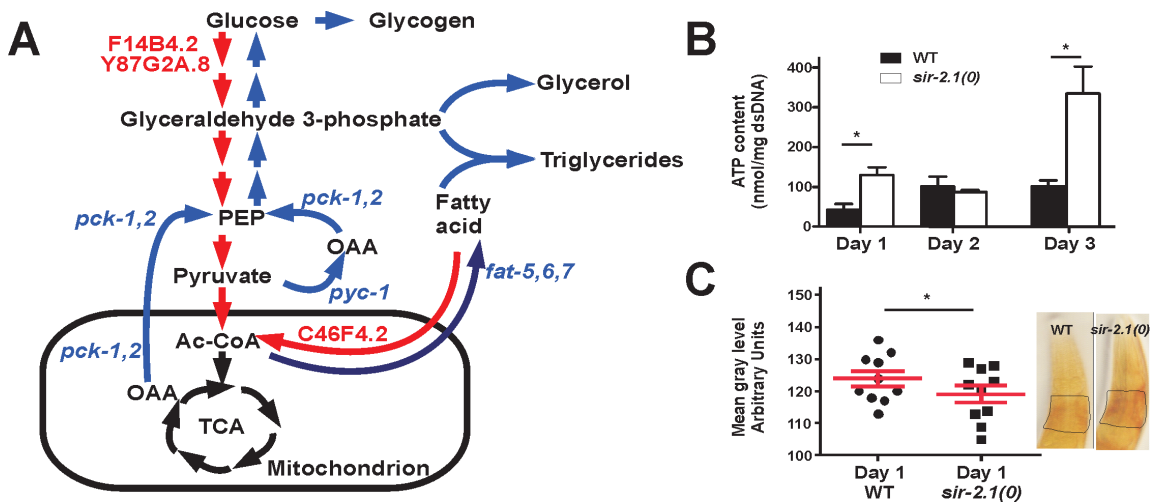 A
Glucose
Glycogen
F14B4.2
Y87G2A.8
Glycerol
Glyceraldehyde 3-phosphate
Triglycerides
pck-1,2
pck-1,2
Fatty
acid
PEP
OAA
fat-5,6,7
Pyruvate
pyc-1
C46F4.2
Ac-CoA
pck-1,2
OAA
TCA
Mitochondrion
B
WT
sir-2.1(0)
ATP content
(nmol/mg dsDNA)
400
300
200
100
0
*
*
Day 1
Day 2
Day 3
C
Mean gray level
Arbitrary Units
150
140
130
120
110
100
*
Day 1
WT
Day 1
sir-2.1(0)
WT
sir-2.1(0)